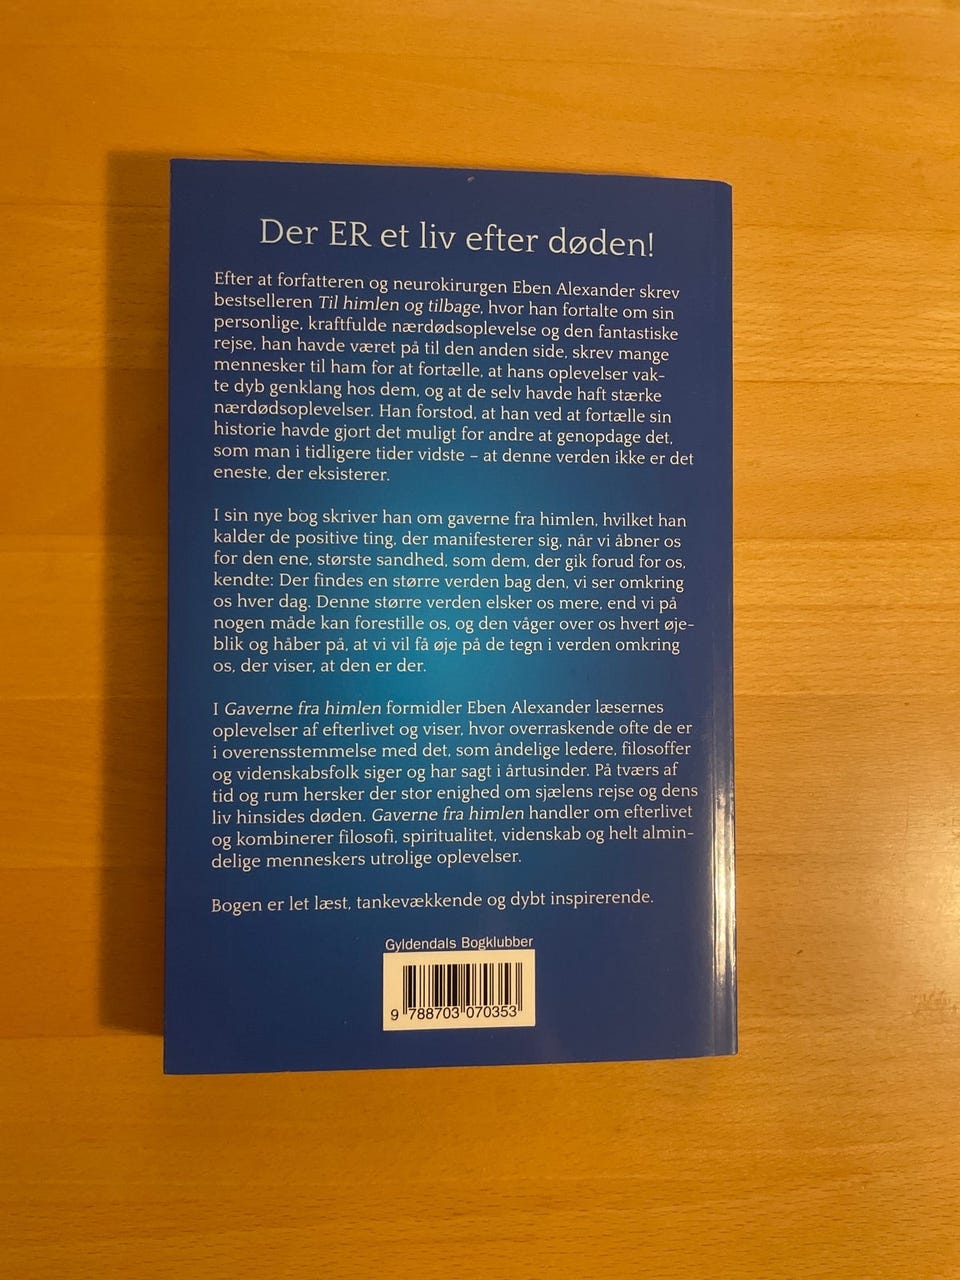 Der ER et liv efter døden!
Efter at forfatteren og neurokirurgen Eben Alexander skrev
bestselleren Til himlen og tilbage, hvor han fortalte om sin
personlige, kraftfulde nærdødsoplevelse og den fantastiske
rejse, han havde været på til den anden side, skrev mange
mennesker til ham for at fortælle, at hans oplevelser vak-
te dyb genklang hos dem, og at de selv havde haft stærke
nærdødsoplevelser. Han forstod, at han ved at fortælle sin
historie havde gjort det muligt for andre at genopdage det,
som man i tidligere tider vidste – at denne verden ikke er det
eneste, der eksisterer.
I sin nye bog skriver han om gaverne fra himlen, hvilket han
kalder de positive ting, der manifesterer sig, når vi åbner os
for den ene, største sandhed, som dem, der gik forud for os,
kendte: Der findes en større verden bag den, vi ser omkring
os hver dag. Denne større verden elsker os mere, end vi på
nogen måde kan forestille os, og den våger over os hvert øje-
blik og håber på, at vi vil få øje på de tegn i verden omkring
os, der viser, at den er der.
I Gaverne fra himlen formidler Eben Alexander læsernes
oplevelser af efterlivet og viser, hvor overraskende ofte de er
i overensstemmelse med det, som åndelige ledere, filosoffer
og videnskabsfolk siger og har sagt i årtusinder. På tværs af
tid og rum hersker der stor enighed om sjælens rejse og dens
liv hinsides døden. Gaverne fra himlen handler om efterlivet
og kombinerer filosofi, spiritualitet, videnskab og helt almin-
delige menneskers utrolige oplevelser.
Bogen er let læst, tankevækkende og dybt inspirerende.
Gyldendals Bogklubber
9 788703 070353